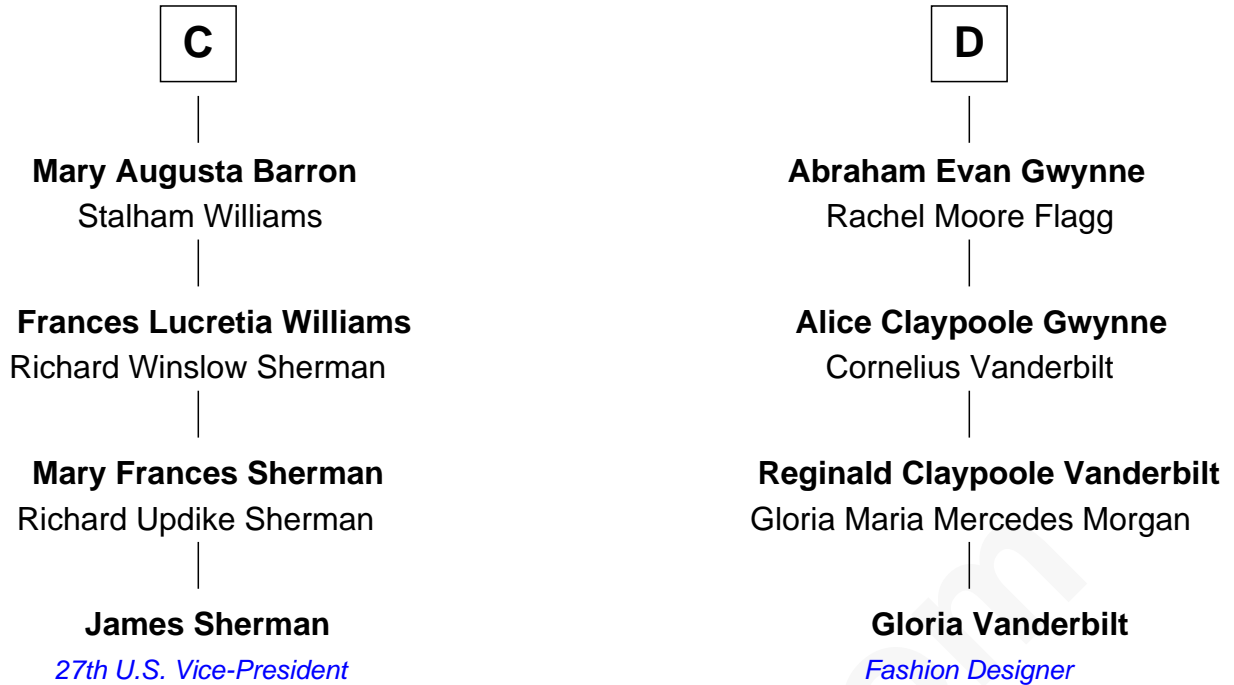 C
Mary Augusta Barron
Stalham Williams
Frances Lucretia Williams
Richard Winslow Sherman
Mary Frances Sherman
Richard Updike Sherman
James Sherman
27th U.S. Vice-President
D
Abraham Evan Gwynne
Rachel Moore Flagg
Alice Claypoole Gwynne
Cornelius Vanderbilt
Reginald Claypoole Vanderbilt
Gloria Maria Mercedes Morgan
Gloria Vanderbilt
Fashion Designer